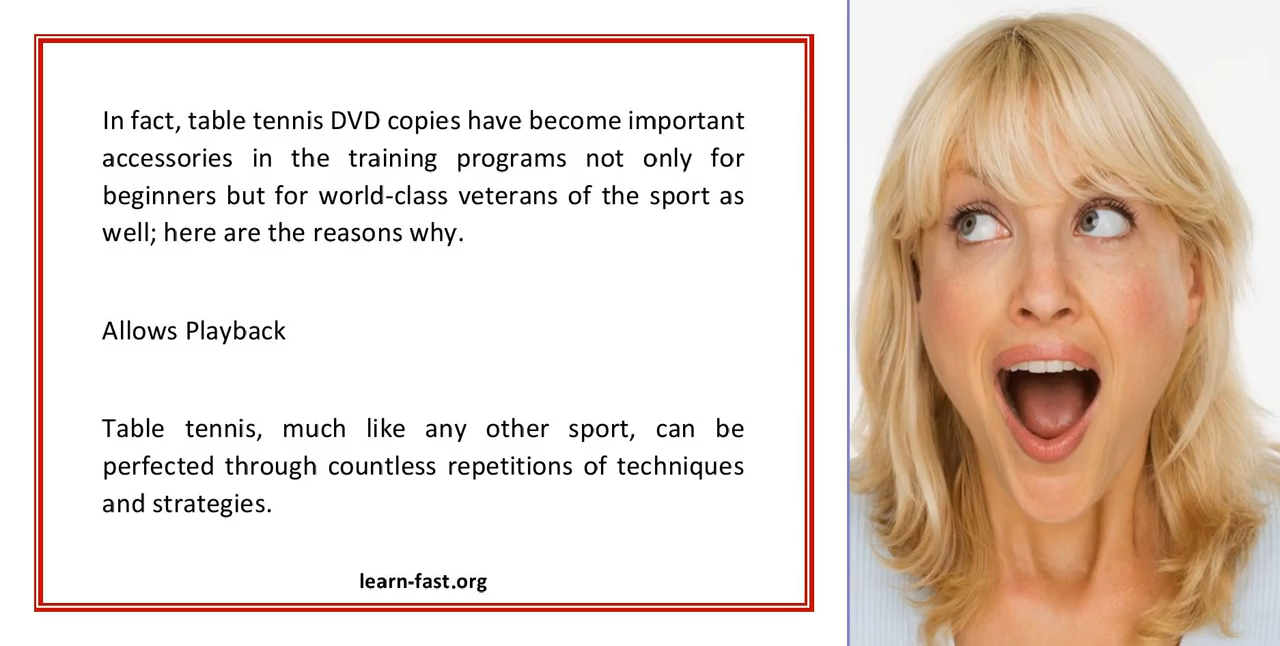 In fact, table tennis DVD copies have become important
accessories in the training programs not only for
beginners but for world-class veterans of the sport as
well; here are the reasons why.
Allows Playback
Table tennis, much like any other sport, can be
perfected through countless repetitions of techniques
and strategies.
learn-fast.org